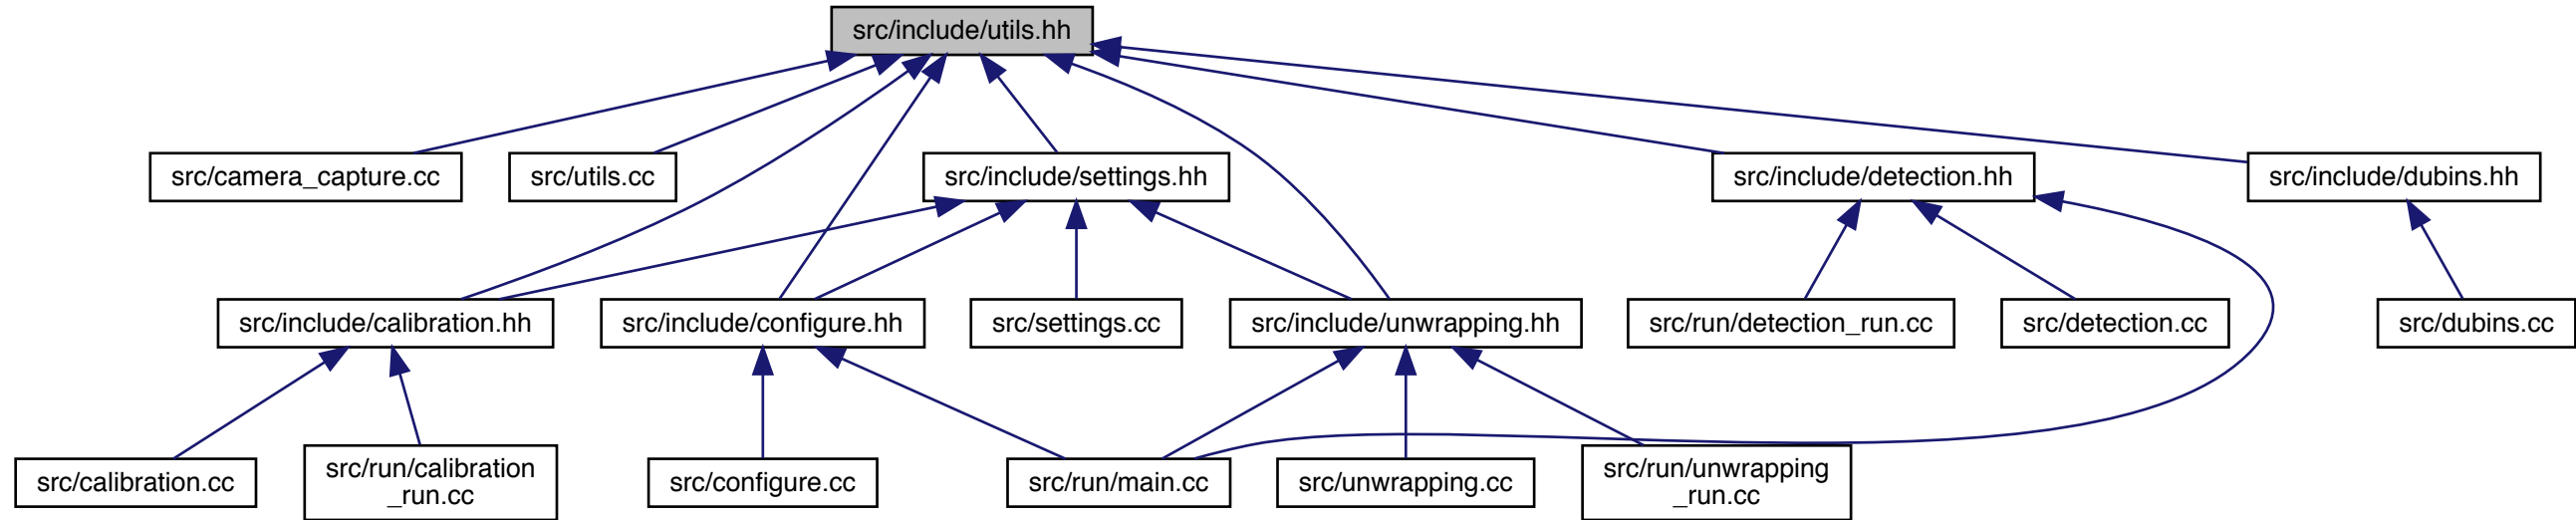 src/include/utils.hh
src/camera_capture.cc
src/utils.cc
src/include/settings.hh
src/include/detection.hh
src/include/dubins.hh
src/include/calibration.hh
src/include/configure.hh
src/settings.cc
src/include/unwrapping.hh
src/run/detection_run.cc
src/detection.cc
src/dubins.cc
src/calibration.cc
src/run/calibration
_run.cc
src/configure.cc
src/run/main.cc
src/unwrapping.cc
src/run/unwrapping
_run.cc